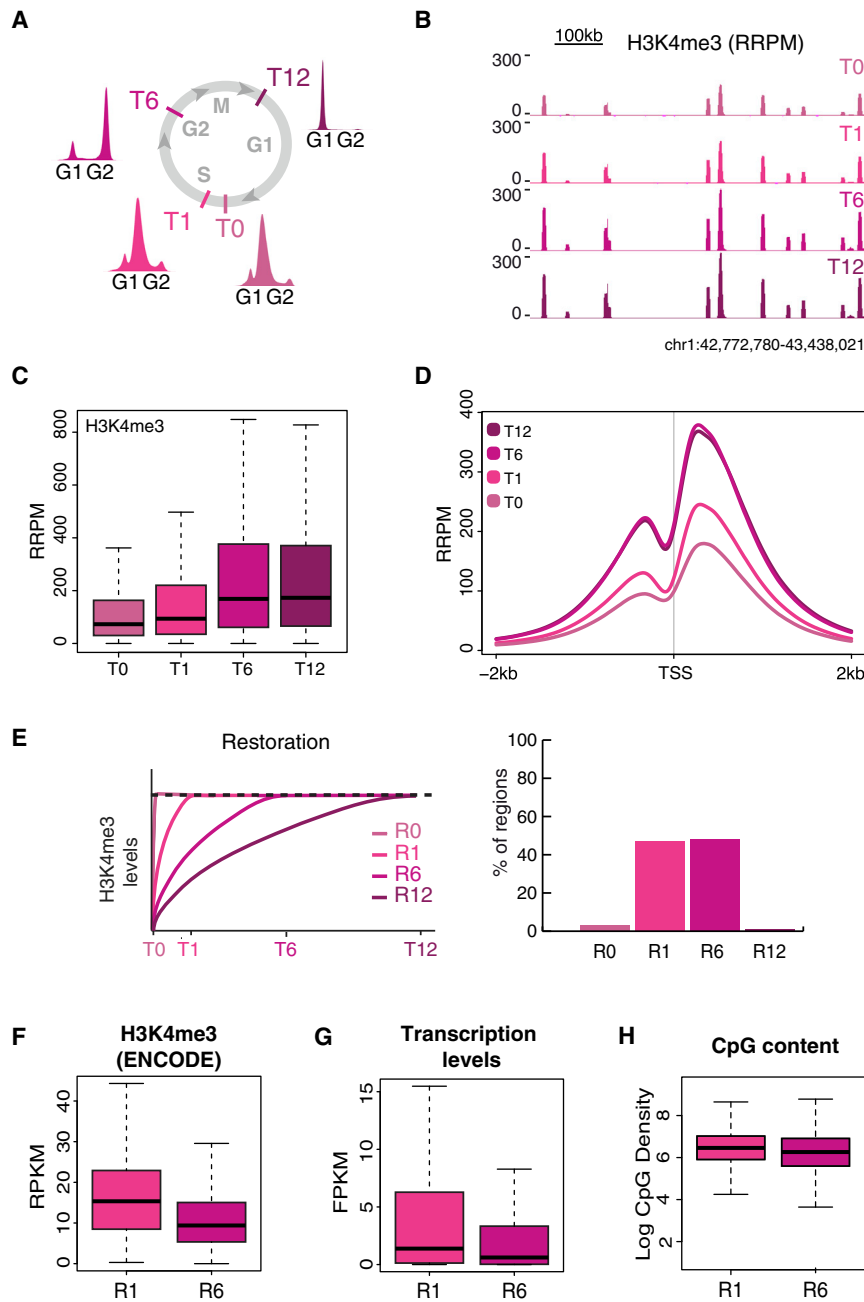 A
T6
T12
M
G2
G1
S
G1 G2
G1 G2
T1
T0
G1 G2
G1 G2
B
100kb
H3K4me3 (RRPM)
300
0
T0
300
0
T1
300
0
T6
300
0
T12
chr1:42,772,780-43,438,021
C
H3K4me3
RRPM
800
600
400
200
0
T0 T1 T6 T12
D
RRPM
400
300
200
100
0
T12
T6
T1
T0
-2kb TSS 2kb
E
Restoration
H3K4me3
levels
R0
R1
R6
R12
T0 T1 T6 T12
% of regions
100
80
60
40
20
0
R0 R1 R6 R12
F
H3K4me3
(ENCODE)
RPKM
40
30
20
10
0
R1 R6
G
Transcription
levels
FPKM
15
10
5
0
R1 R6
H
CpG content
Log CpG Density
8
6
4
2
R1 R6